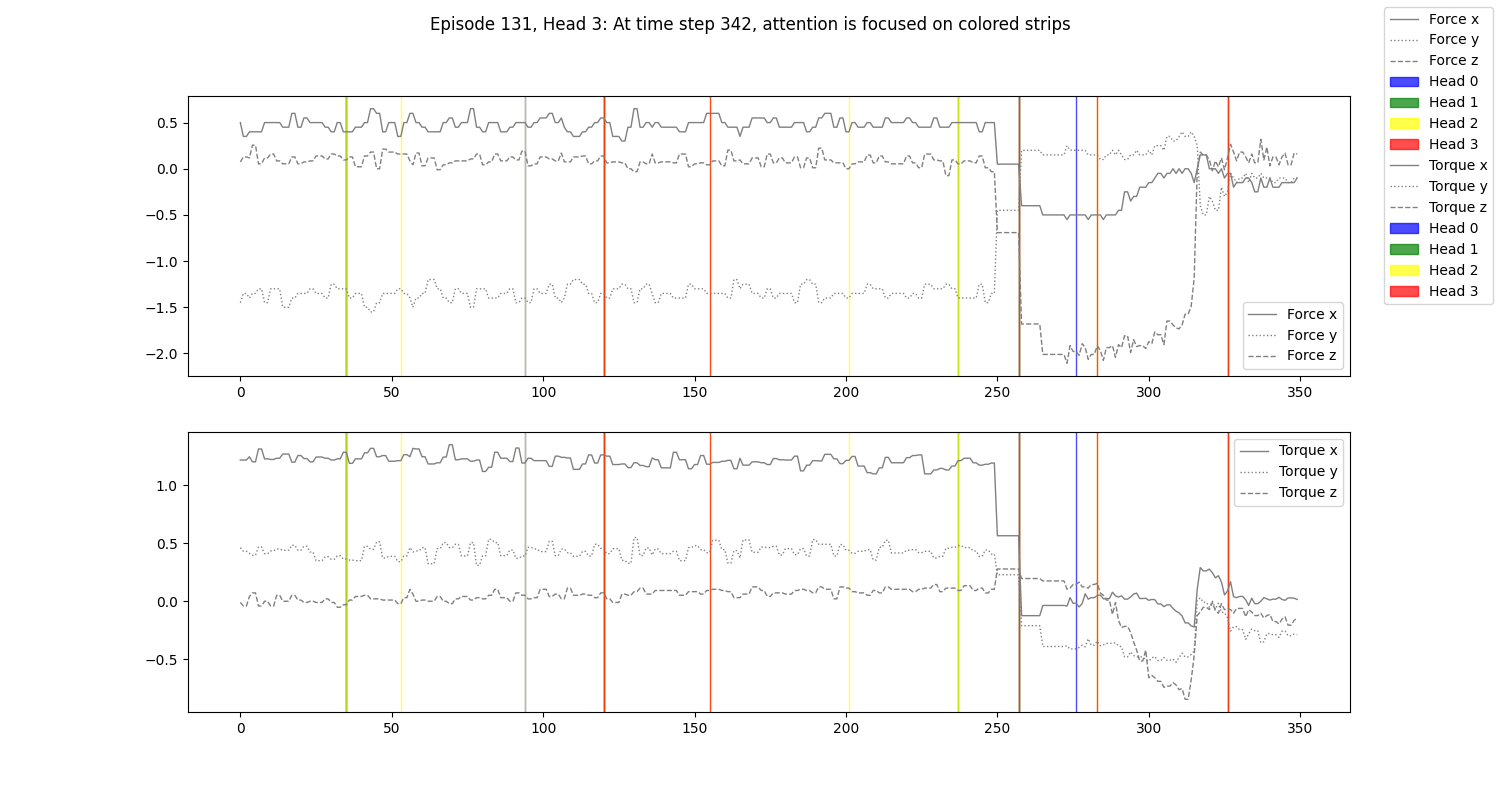 Episode 131, Head 3: At time step 342, attention is focused on colored strips
Force x
Force y
Force z
Head 0
Head 1
Head 2
Head 3
Torque x
Torque y
Torque z
Head 0
Head 1
Head 2
Head 3
0.5
0.0
−0.5
−1.0
−1.5
−2.0
0 50 100 150 200 250 300 350
Force x
Force y
Force z
1.0
0.5
0.0
−0.5
0 50 100 150 200 250 300 350
Torque x
Torque y
Torque z